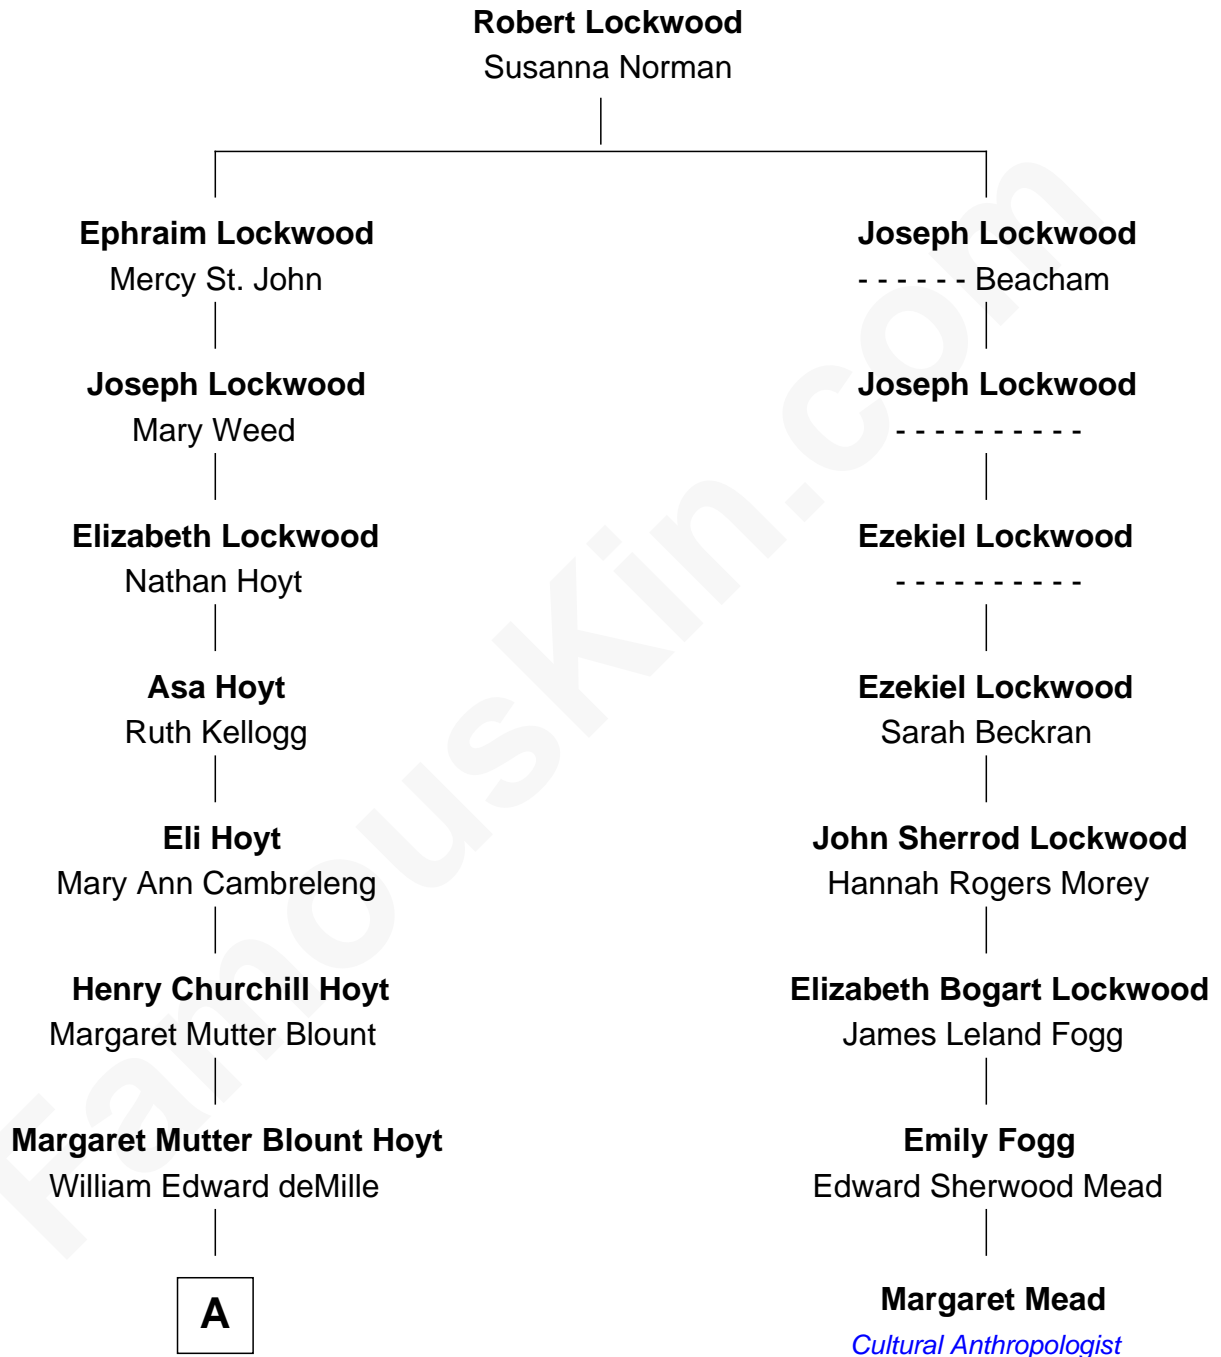 Robert Lockwood
Susanna Norman
Ephraim Lockwood
Mercy St. John
Joseph Lockwood
Mary Weed
Elizabeth Lockwood
Nathan Hoyt
Asa Hoyt
Ruth Kellogg
Eli Hoyt
Mary Ann Cambreleng
Henry Churchill Hoyt
Margaret Mutter Blount
Margaret Mutter Blount Hoyt
William Edward deMille
A
Joseph Lockwood
- - - - - - Beacham
Joseph Lockwood
- - - - - - - - - -
Ezekiel Lockwood
- - - - - - - - - -
Ezekiel Lockwood
Sarah Beckran
John Sherrod Lockwood
Hannah Rogers Morey
Elizabeth Bogart Lockwood
James Leland Fogg
Emily Fogg
Edward Sherwood Mead
Margaret Mead
Cultural Anthropologist
FamousKin.com